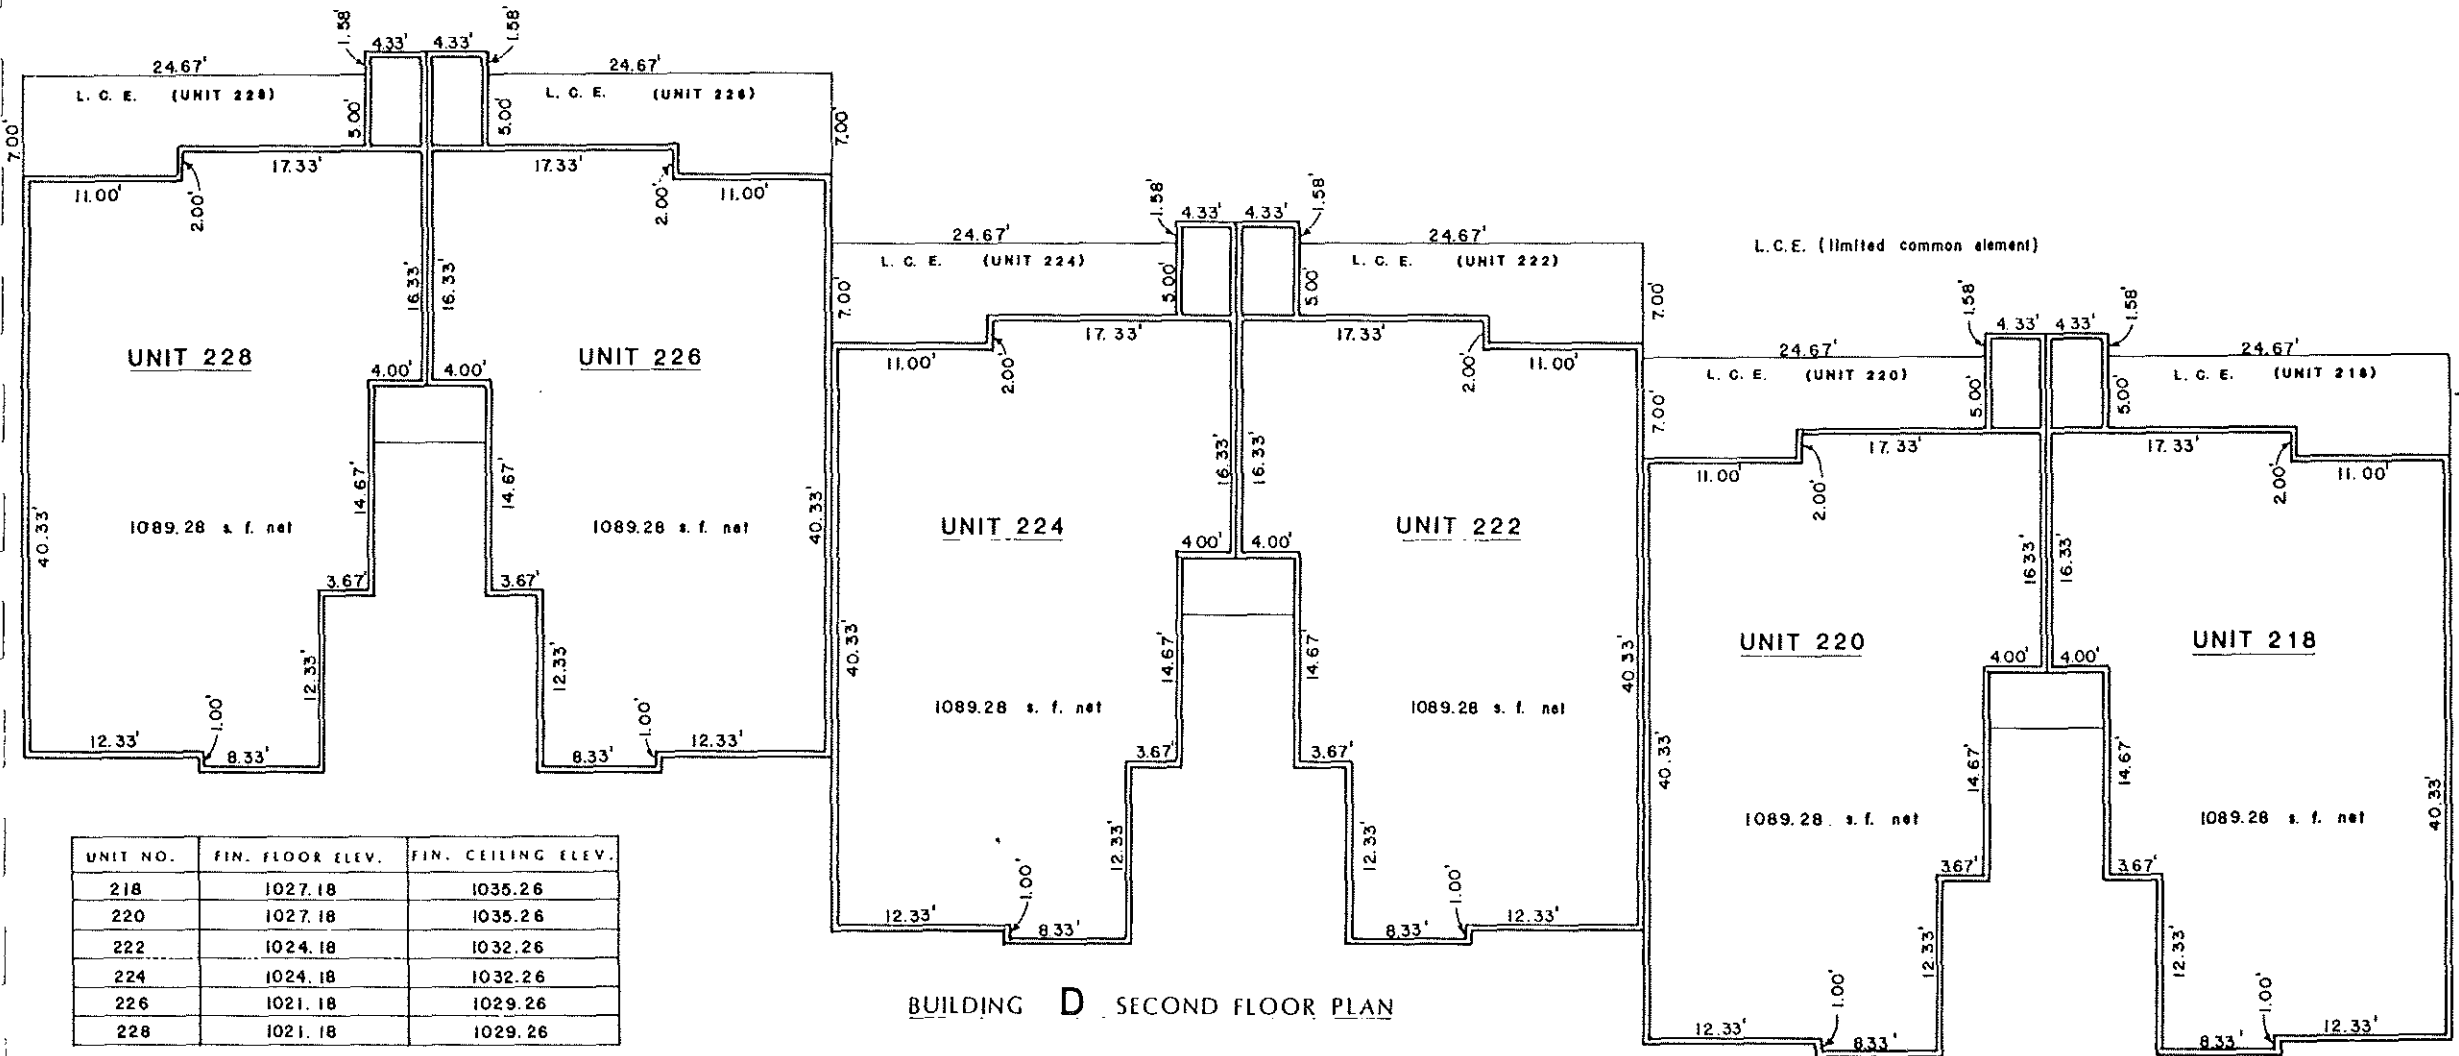 1.58' 4.33' 4.33' 1.58'
24.67' 24.67'
L. C. E. (UNIT 228) L. C. E. (UNIT 226)
7.00' 5.00' 5.00' 7.00'
11.00' 2.00' 17.33' 17.33' 2.00' 11.00'
16.33' 16.33'
UNIT 228 UNIT 226
4.00' 4.00'
14.67' 14.67'
1089.28 s. f. net 1089.28 s. f. net
40.33' 40.33'
3.67' 3.67'
12.33' 12.33'
12.33' 1.00' 8.33' 8.33' 1.00' 12.33'
1.58' 4.33' 4.33' 1.58'
24.67' 24.67'
L. C. E. (UNIT 224) L. C. E. (UNIT 222)
7.00' 5.00' 5.00' 7.00'
11.00' 2.00' 17.33' 17.33' 2.00' 11.00'
16.33' 16.33'
UNIT 224 UNIT 222
4.00' 4.00'
14.67' 14.67'
40.33' 40.33'
1089.28 s. f. net 1089.28 s. f. net
3.67' 3.67'
12.33' 12.33'
12.33' 1.00' 8.33' 8.33' 1.00' 12.33'
L.C.E. (limited common element)
1.58' 4.33' 4.33' 1.58'
24.67' 24.67'
L. C. E. (UNIT 220) L. C. E. (UNIT 218)
7.00' 5.00' 5.00'
11.00' 2.00' 17.33' 17.33' 2.00' 11.00'
16.33' 16.33'
UNIT 220 UNIT 218
4.00' 4.00'
14.67' 14.67'
40.33' 40.33'
1089.28 s. f. net 1089.28 s. f. net
3.67' 3.67'
12.33' 12.33'
12.33' 1.00' 8.33' 8.33' 1.00' 12.33'
UNIT NO. FIN. FLOOR ELEV. FIN. CEILING ELEV.
218 1027.18 1035.26
220 1027.18 1035.26
222 1024.18 1032.26
224 1024.18 1032.26
226 1021.18 1029.26
228 1021.18 1029.26
BUILDING D SECOND FLOOR PLAN